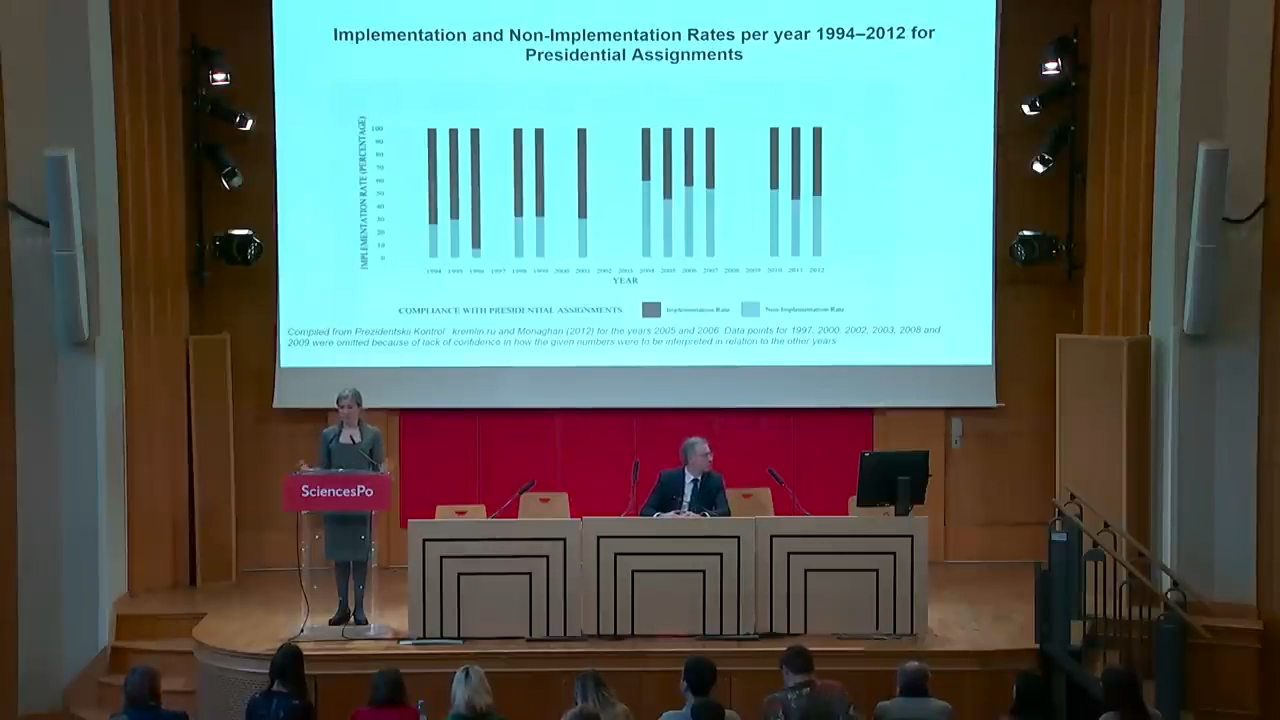 Implementation and Non-Implementation Rates per year 1994–2012 for
Presidential Assignments
IMPLEMENTATION RATE (PERCENTAGE)
100
90
80
70
60
50
40
30
20
10
0
1994 1995 1996 1997 1998 1999 2000 2001 2002 2003 2004 2005 2006 2007 2008 2009 2010 2011 2012
YEAR
COMPLIANCE WITH PRESIDENTIAL ASSIGNMENTS Implementation Rate Non-Implementation Rate
Compiled from Prezidentskii Kontrol, kremlin.ru and Monaghan (2012) for the years 2005 and 2006. Data points for 1997, 2000, 2002, 2003, 2008 and
2009 were omitted because of lack of confidence in how the given numbers were to be interpreted in relation to the other years
SciencesPo